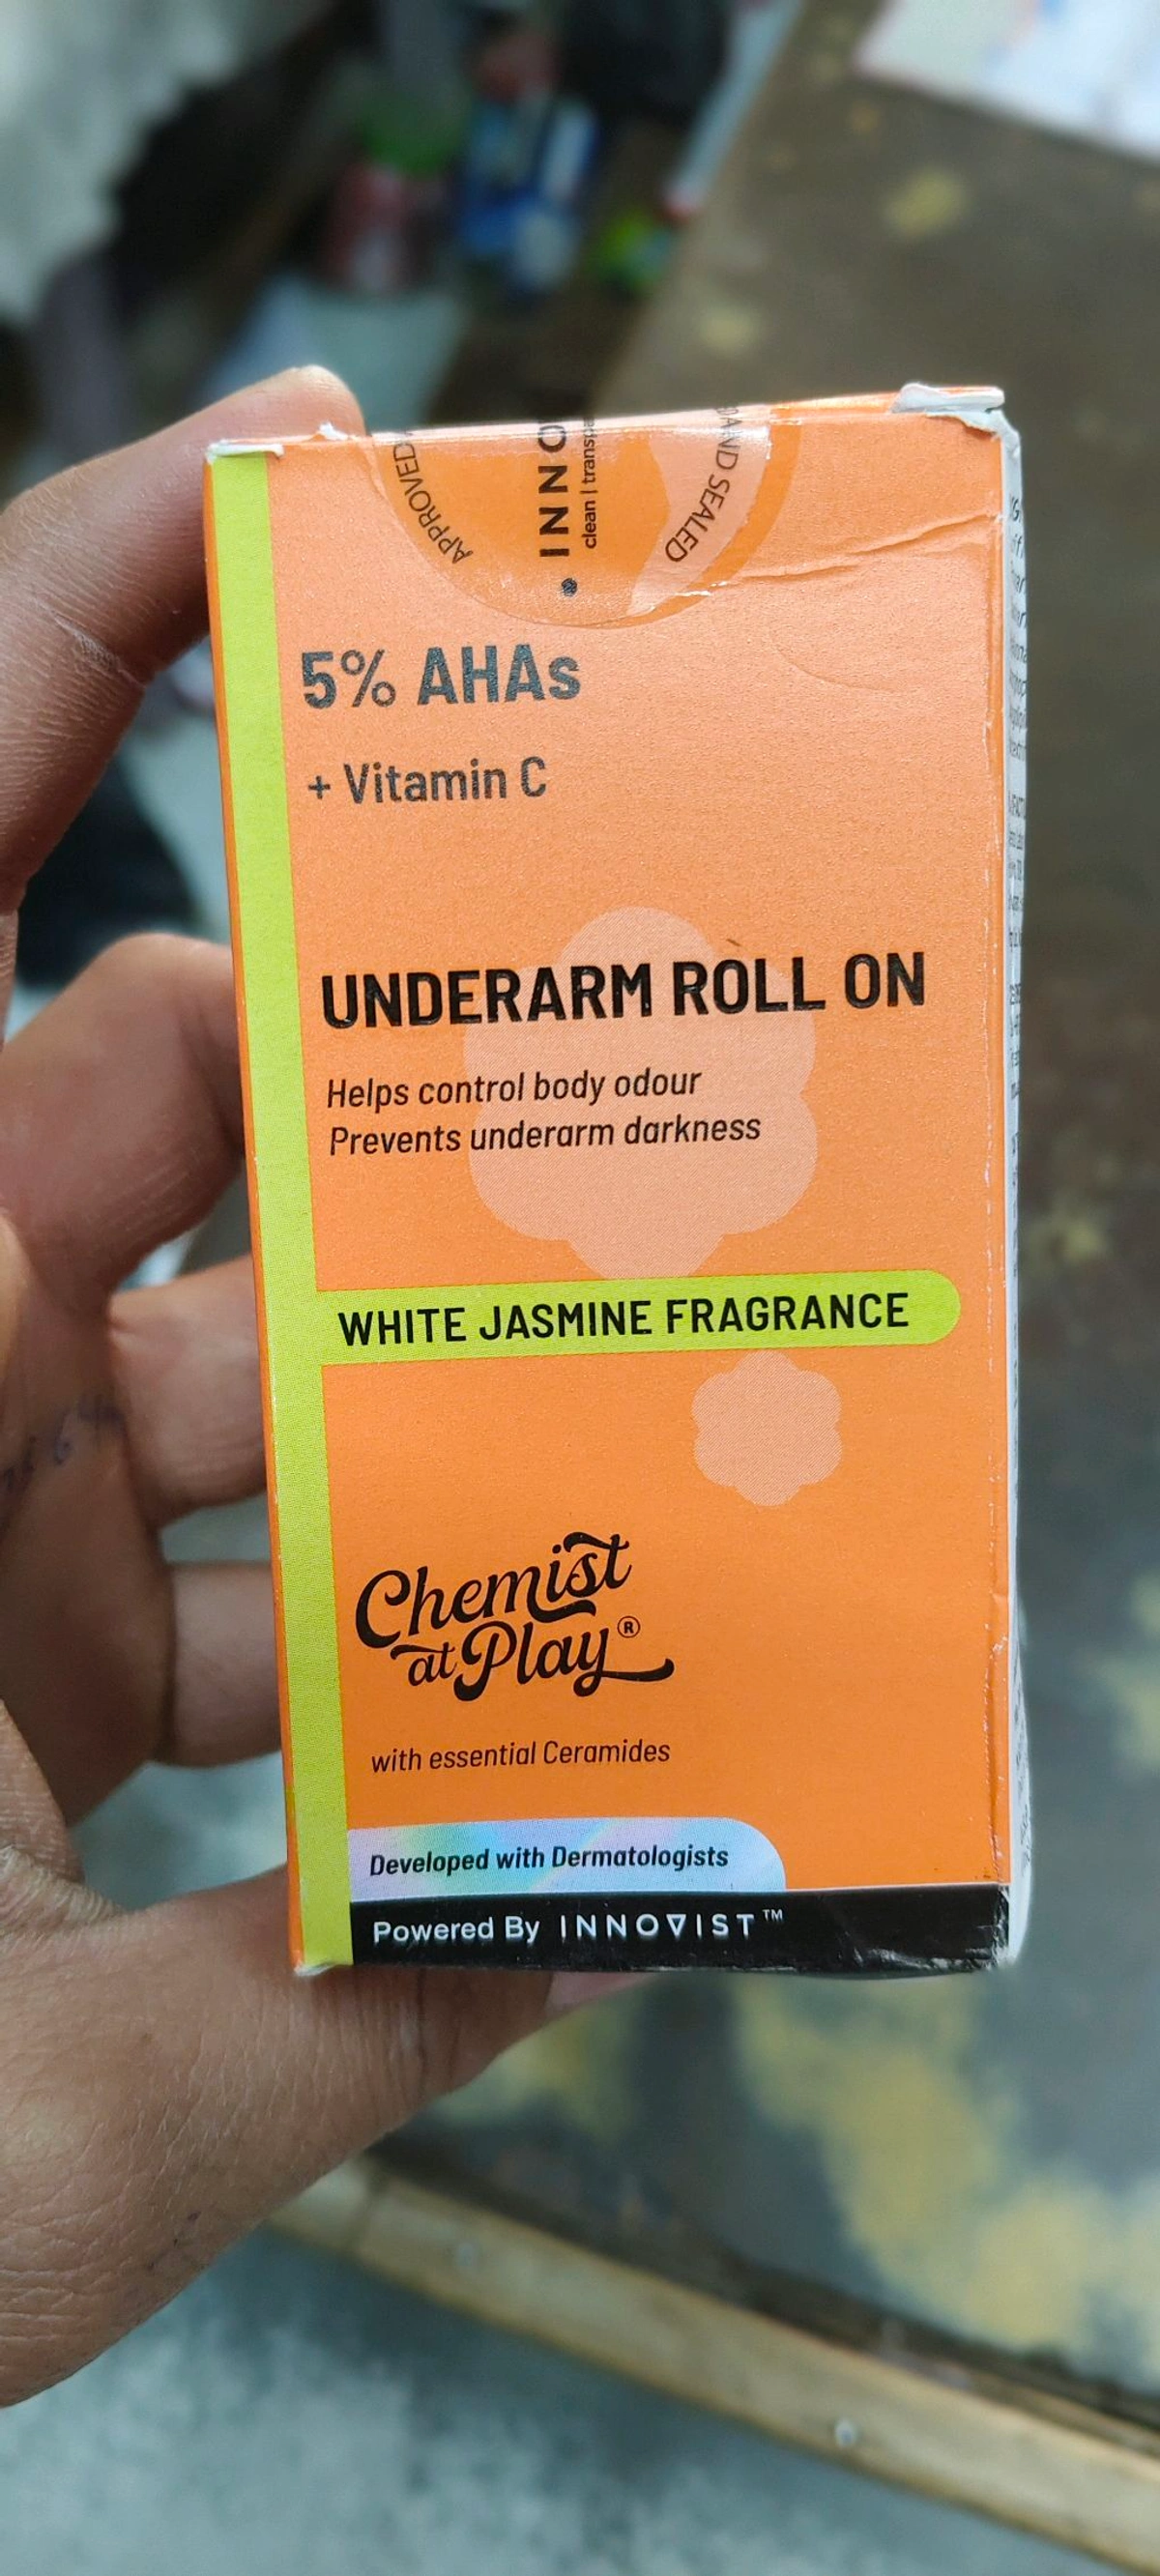 APPROVED
INNO
clean | transpa
AND SEALED
5% AHAs
+ Vitamin C
UNDERARM ROLL ON
Helps control body odour
Prevents underarm darkness
WHITE JASMINE FRAGRANCE
Chemist
at Play®
with essential Ceramides
Developed with Dermatologists
Powered By INNOVIST™